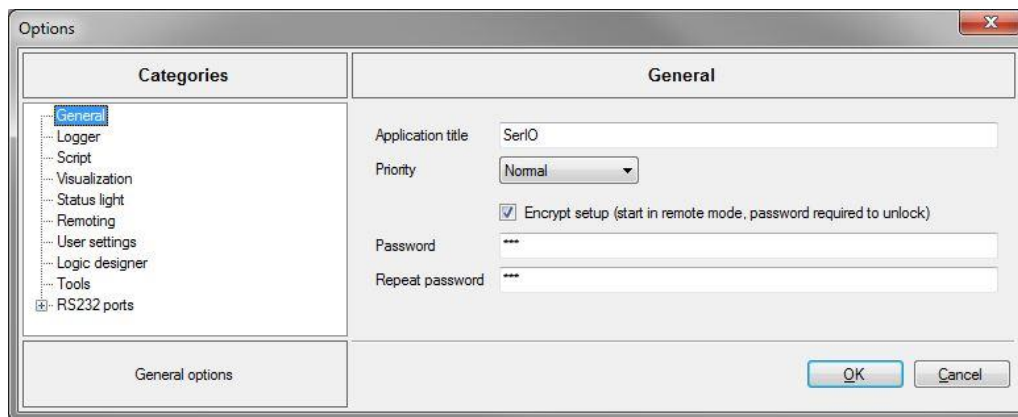 Options
Categories
General
Logger
Script
Visualization
Status light
Remoting
User settings
Logic designer
Tools
RS232 ports
General options
General
Application title SerIO
Priority Normal
Encrypt setup (start in remote mode, password required to unlock)
Password ***
Repeat password ***
OK Cancel